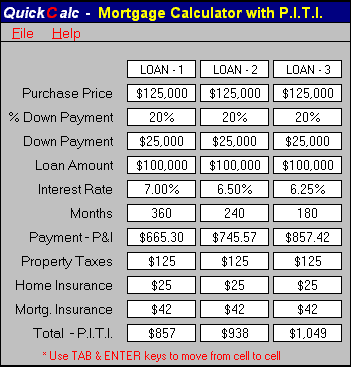 QuickCalc - Mortgage Calculator with P.I.T.I.
File Help
LOAN - 1 LOAN - 2 LOAN - 3
Purchase Price $125,000 $125,000 $125,000
% Down Payment 20% 20% 20%
Down Payment $25,000 $25,000 $25,000
Loan Amount $100,000 $100,000 $100,000
Interest Rate 7.00% 6.50% 6.25%
Months 360 240 180
Payment - P&I $665.30 $745.57 $857.42
Property Taxes $125 $125 $125
Home Insurance $25 $25 $25
Mortg. Insurance $42 $42 $42
Total - P.I.T.I. $857 $938 $1,049
* Use TAB & ENTER keys to move from cell to cell